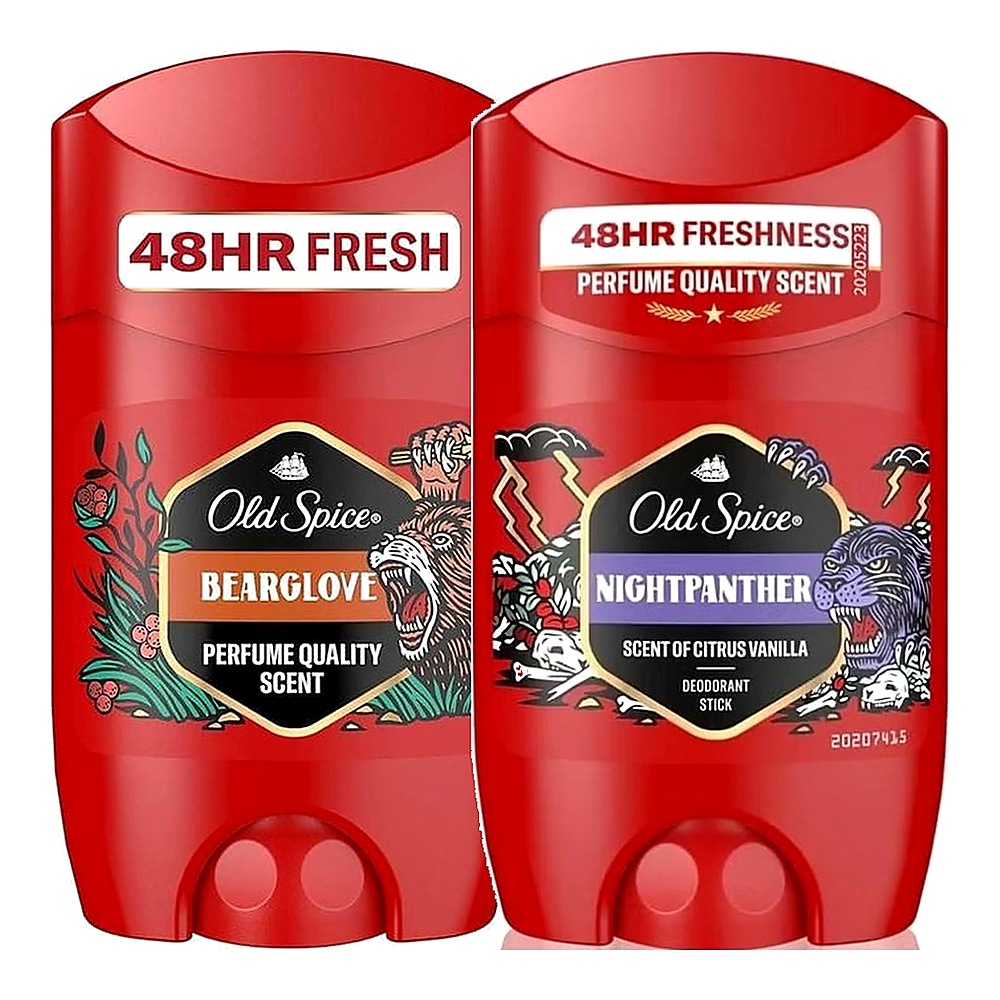 48HR FRESH
Old Spice®
BEARGLOVE
PERFUME QUALITY
SCENT
48HR FRESHNESS
PERFUME QUALITY SCENT
20205223
Old Spice®
NIGHTPANTHER
SCENT OF CITRUS VANILLA
DEODORANT
STICK
20207415